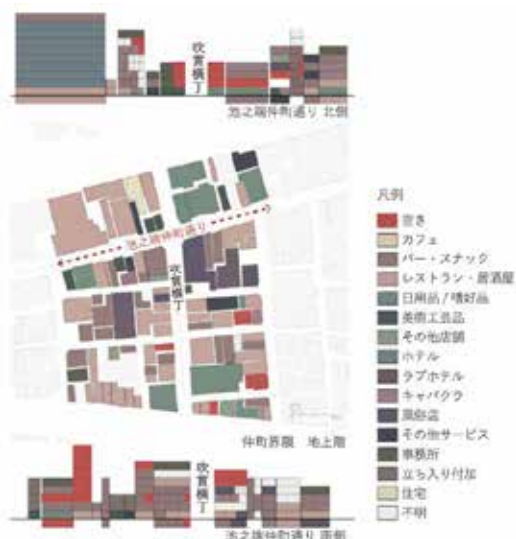 吹貫横丁
池之端仲町通り 北側
池之端仲町通り
吹貫横丁
凡例
空き
カフェ
バー・スナック
レストラン・居酒屋
日用品 / 嗜好品
美術工芸品
その他店舗
ホテル
ラブホテル
キャバクラ
風俗店
その他サービス
事務所
立ち入り付加
住宅
不明
仲町界隈 地上階
吹貫横丁
池之端仲町通り 南側